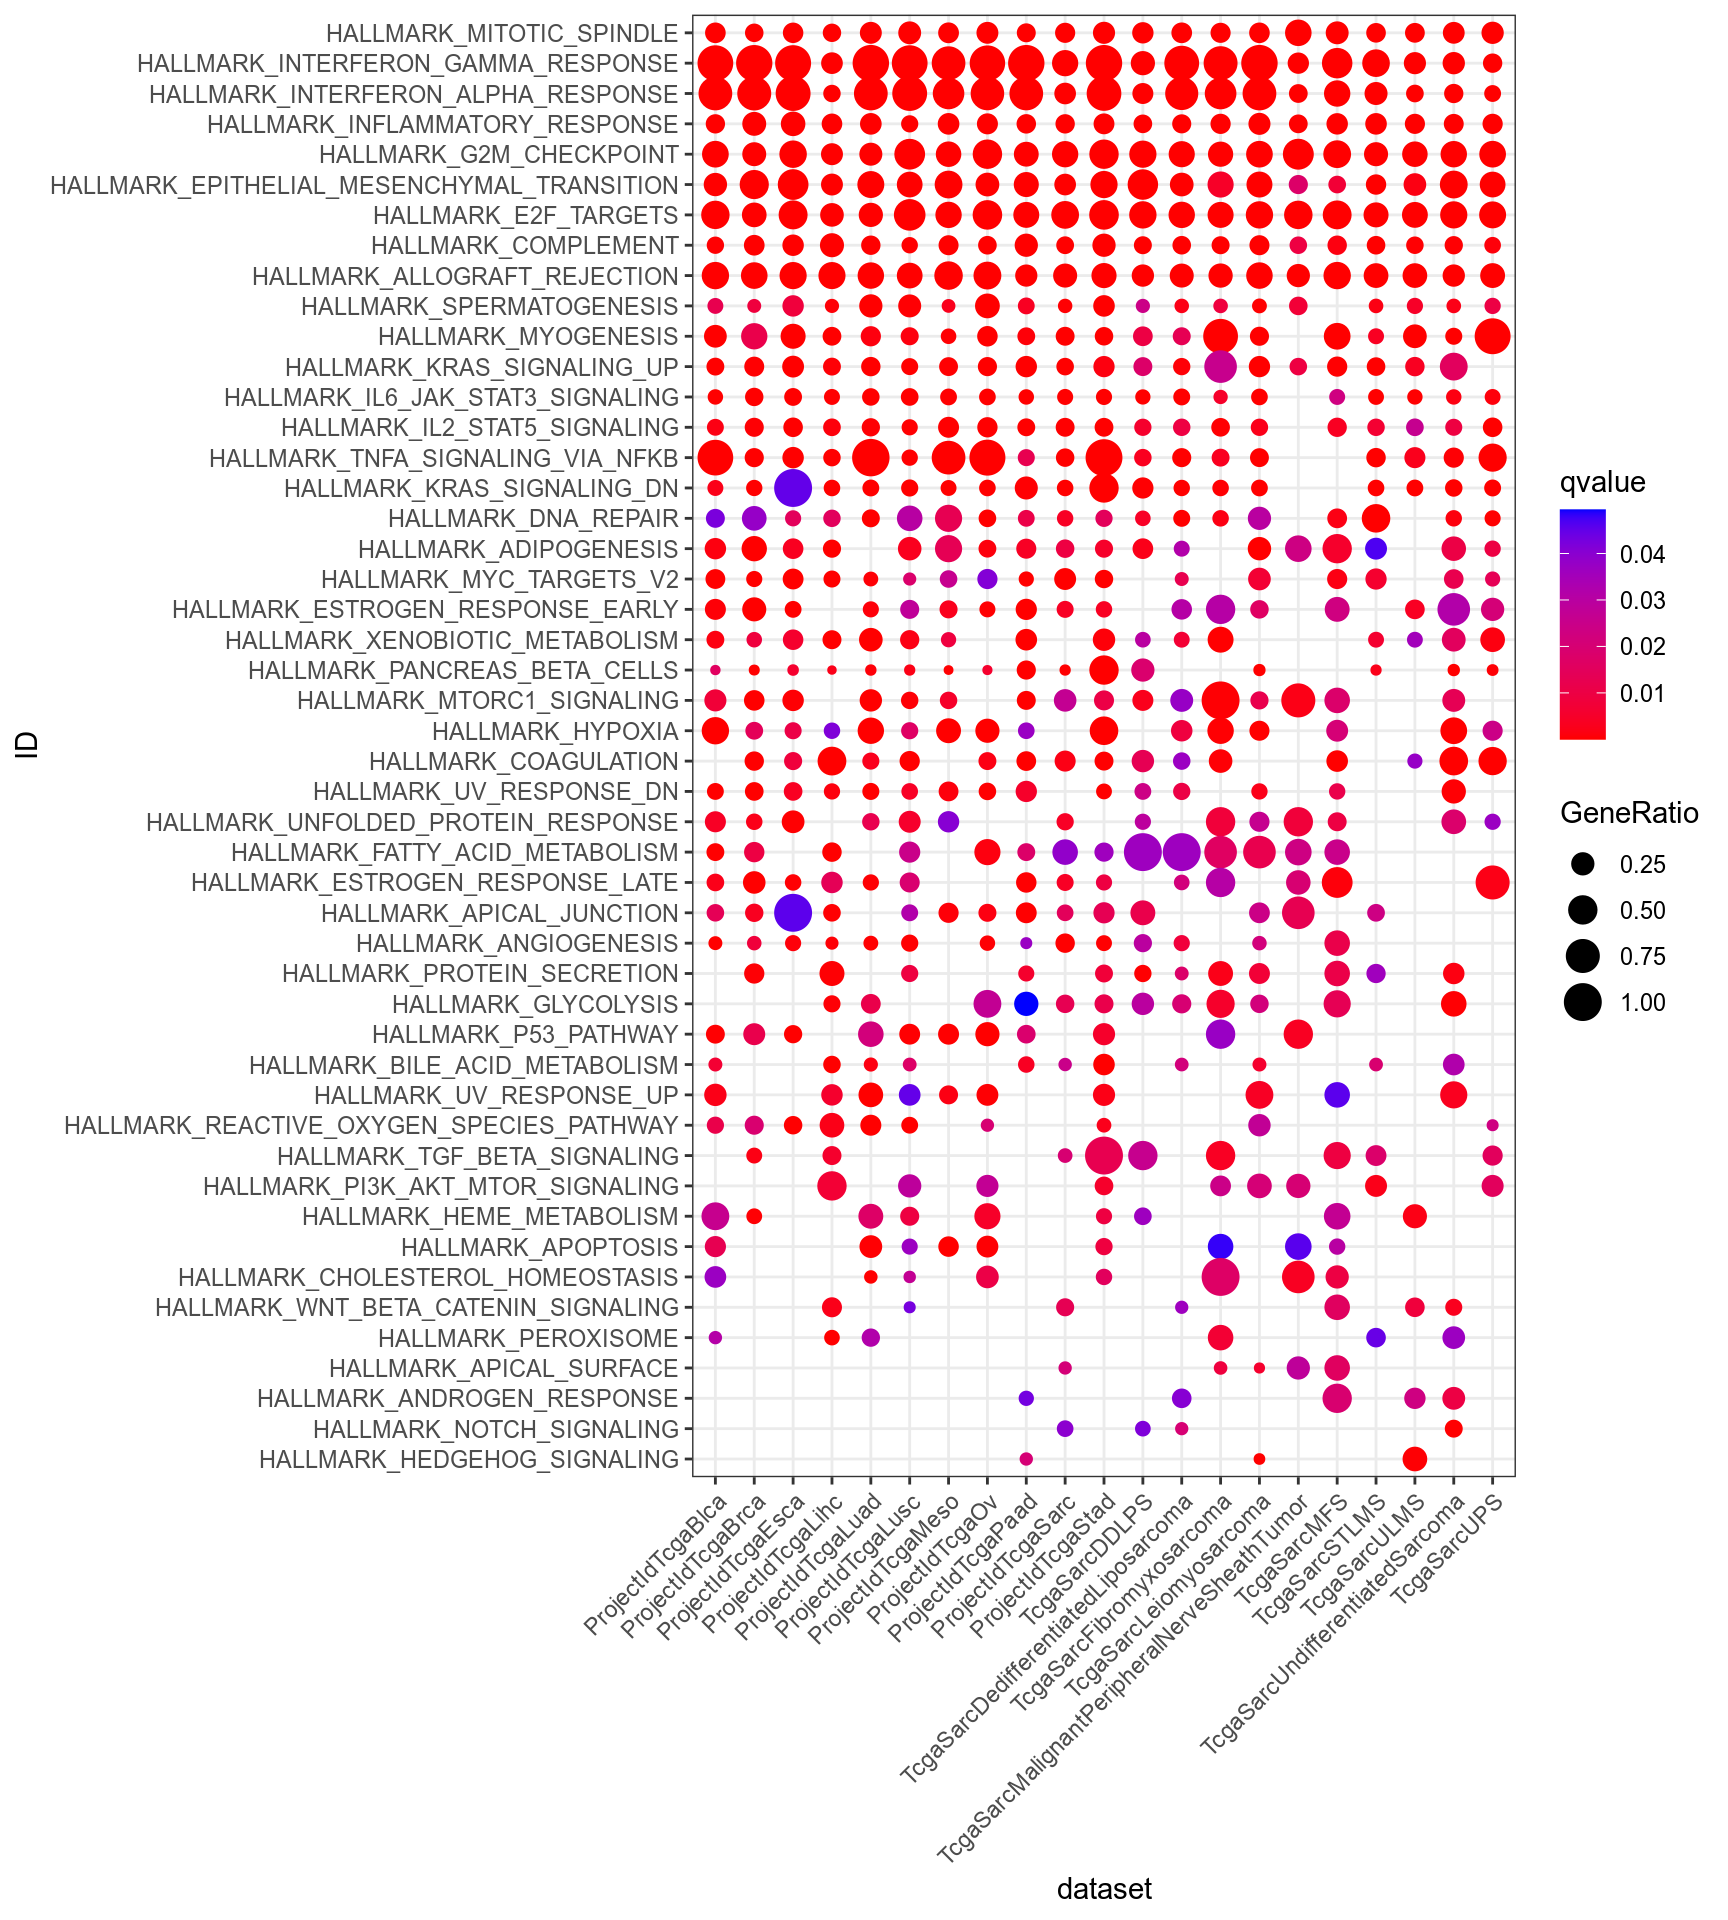 HALLMARK_MITOTIC_SPINDLE
HALLMARK_INTERFERON_GAMMA_RESPONSE
HALLMARK_INTERFERON_ALPHA_RESPONSE
HALLMARK_INFLAMMATORY_RESPONSE
HALLMARK_G2M_CHECKPOINT
HALLMARK_EPITHELIAL_MESENCHYMAL_TRANSITION
HALLMARK_E2F_TARGETS
HALLMARK_COMPLEMENT
HALLMARK_ALLOGRAFT_REJECTION
HALLMARK_SPERMATOGENESIS
HALLMARK_MYOGENESIS
HALLMARK_KRAS_SIGNALING_UP
HALLMARK_IL6_JAK_STAT3_SIGNALING
HALLMARK_IL2_STAT5_SIGNALING
HALLMARK_TNFA_SIGNALING_VIA_NFKB
HALLMARK_KRAS_SIGNALING_DN
HALLMARK_DNA_REPAIR
HALLMARK_ADIPOGENESIS
HALLMARK_MYC_TARGETS_V2
HALLMARK_ESTROGEN_RESPONSE_EARLY
HALLMARK_XENOBIOTIC_METABOLISM
HALLMARK_PANCREAS_BETA_CELLS
HALLMARK_MTORC1_SIGNALING
HALLMARK_HYPOXIA
HALLMARK_COAGULATION
HALLMARK_UV_RESPONSE_DN
HALLMARK_UNFOLDED_PROTEIN_RESPONSE
HALLMARK_FATTY_ACID_METABOLISM
HALLMARK_ESTROGEN_RESPONSE_LATE
HALLMARK_APICAL_JUNCTION
HALLMARK_ANGIOGENESIS
HALLMARK_PROTEIN_SECRETION
HALLMARK_GLYCOLYSIS
HALLMARK_P53_PATHWAY
HALLMARK_BILE_ACID_METABOLISM
HALLMARK_UV_RESPONSE_UP
HALLMARK_REACTIVE_OXYGEN_SPECIES_PATHWAY
HALLMARK_TGF_BETA_SIGNALING
HALLMARK_PI3K_AKT_MTOR_SIGNALING
HALLMARK_HEME_METABOLISM
HALLMARK_APOPTOSIS
HALLMARK_CHOLESTEROL_HOMEOSTASIS
HALLMARK_WNT_BETA_CATENIN_SIGNALING
HALLMARK_PEROXISOME
HALLMARK_APICAL_SURFACE
HALLMARK_ANDROGEN_RESPONSE
HALLMARK_NOTCH_SIGNALING
HALLMARK_HEDGEHOG_SIGNALING
ID
ProjectIdTcgaBlca
ProjectIdTcgaBrca
ProjectIdTcgaEsca
ProjectIdTcgaLihc
ProjectIdTcgaLuad
ProjectIdTcgaLusc
ProjectIdTcgaMeso
ProjectIdTcgaOv
ProjectIdTcgaPaad
ProjectIdTcgaSarc
ProjectIdTcgaStad
TcgaSarcDDLPS
TcgaSarcDedifferentiatedLiposarcoma
TcgaSarcFibromyxosarcoma
TcgaSarcLeiomyosarcoma
TcgaSarcMalignantPeripheralNerveSheathTumor
TcgaSarcMFS
TcgaSarcSTLMS
TcgaSarcULMS
TcgaSarcUndifferentiatedSarcoma
TcgaSarcUPS
dataset
qvalue
0.04
0.03
0.02
0.01
GeneRatio
0.25
0.50
0.75
1.00